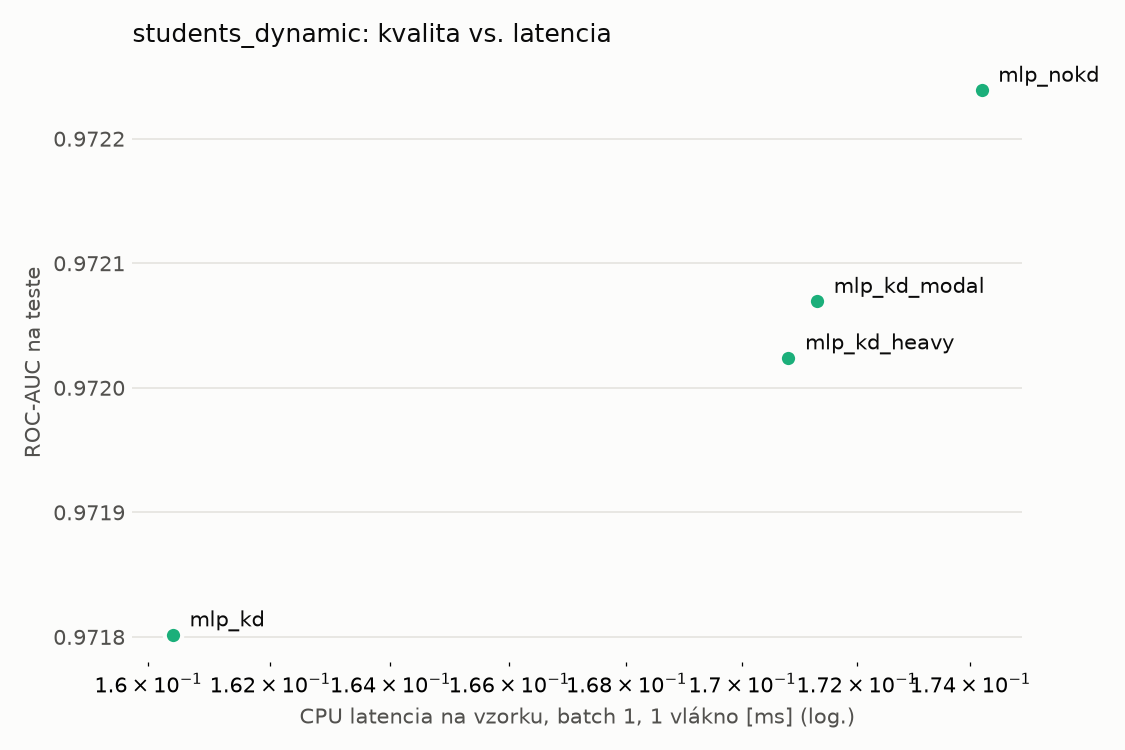 students_dynamic: kvalita vs. latencia
mlp_nokd
0.9722
0.9721
mlp_kd_modal
mlp_kd_heavy
0.9720
0.9719
mlp_kd
0.9718
ROC-AUC na teste
1.6 × 10⁻¹ 1.62 × 10⁻¹ 1.64 × 10⁻¹ 1.66 × 10⁻¹ 1.68 × 10⁻¹ 1.7 × 10⁻¹ 1.72 × 10⁻¹ 1.74 × 10⁻¹
CPU latencia na vzorku, batch 1, 1 vlákno [ms] (log.)